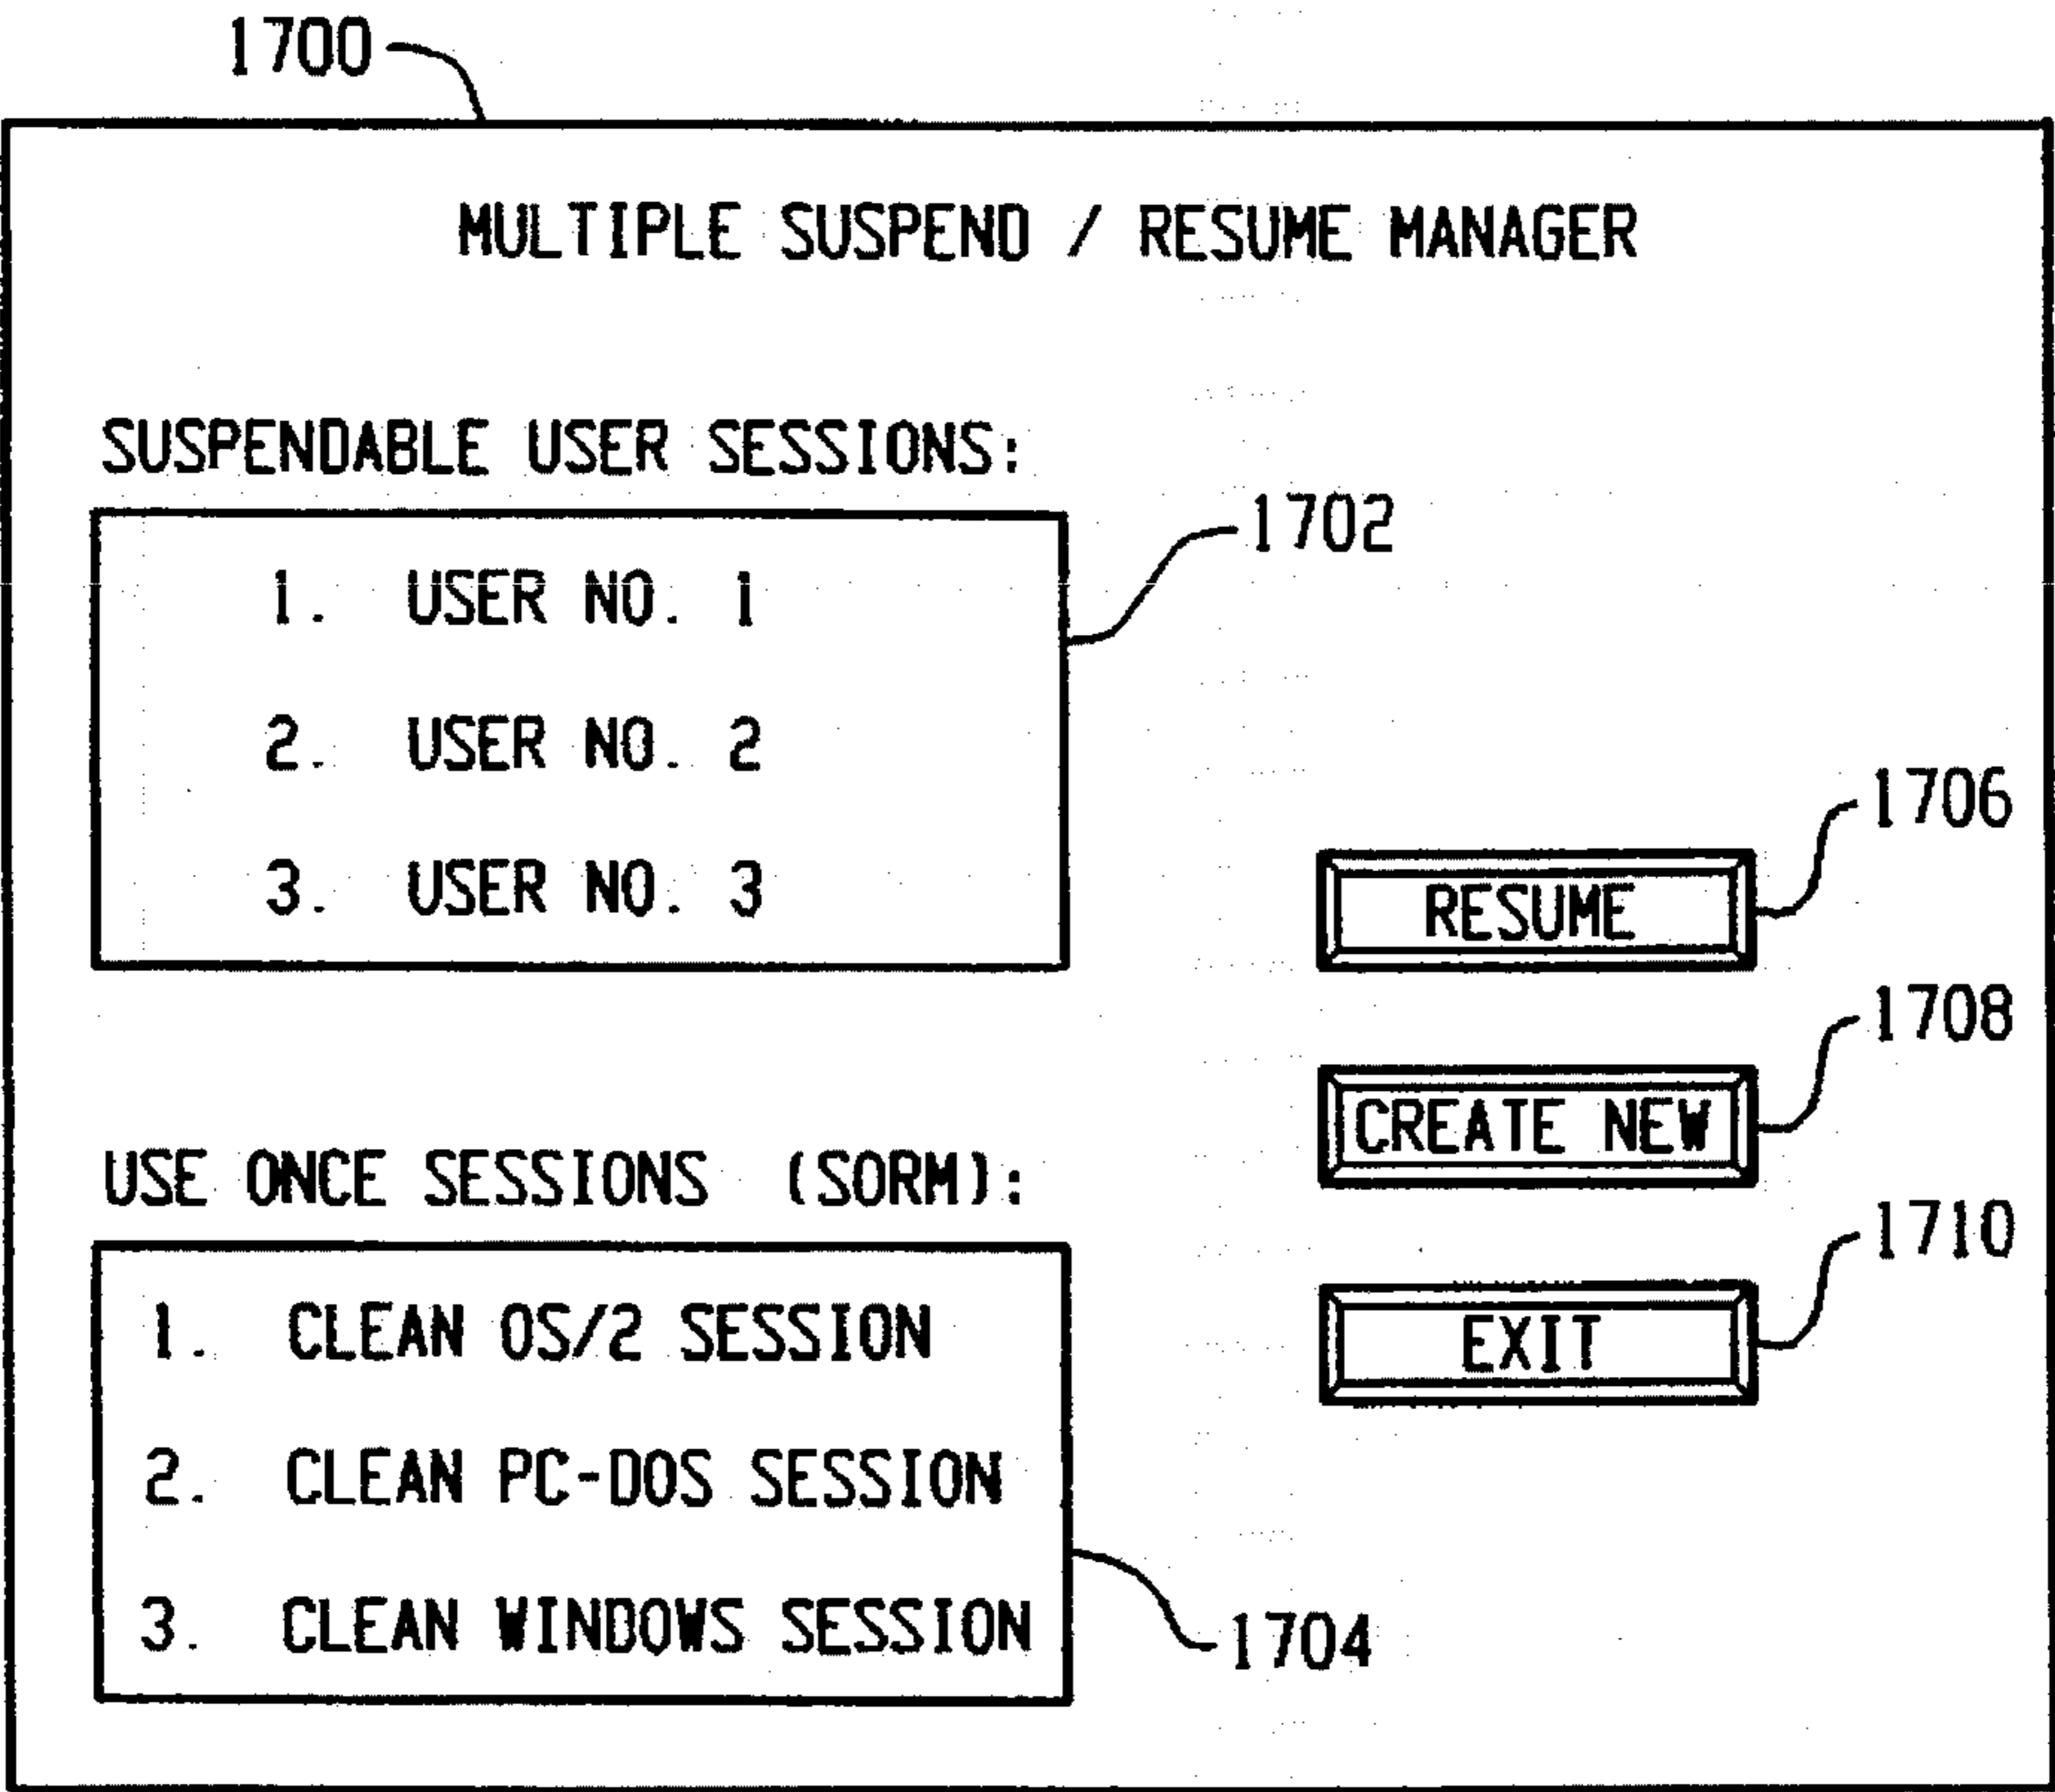 1700
MULTIPLE SUSPEND / RESUME MANAGER
SUSPENDABLE USER SESSIONS:
1702
1. USER NO. 1
2. USER NO. 2
3. USER NO. 3
1706
RESUME
1708
CREATE NEW
USE ONCE SESSIONS (SORM):
1710
1. CLEAN OS/2 SESSION
EXIT
2. CLEAN PC-DOS SESSION
3. CLEAN WINDOWS SESSION
1704